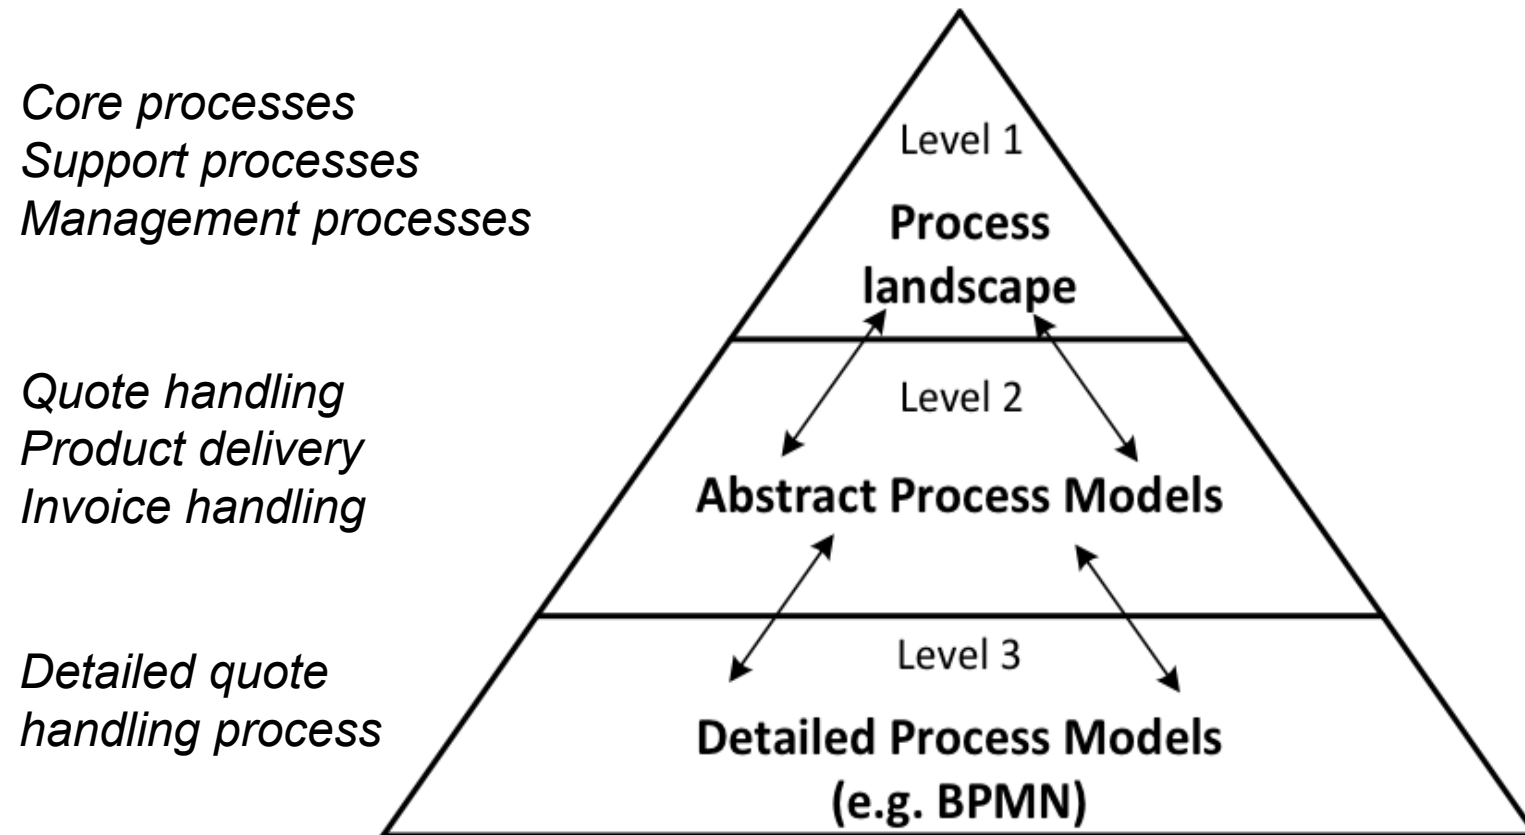 Core processes
Support processes
Management processes
Level 1
Process
landscape
Quote handling
Product delivery
Invoice handling
Level 2
Abstract Process Models
Detailed quote
handling process
Level 3
Detailed Process Models
(e.g. BPMN)